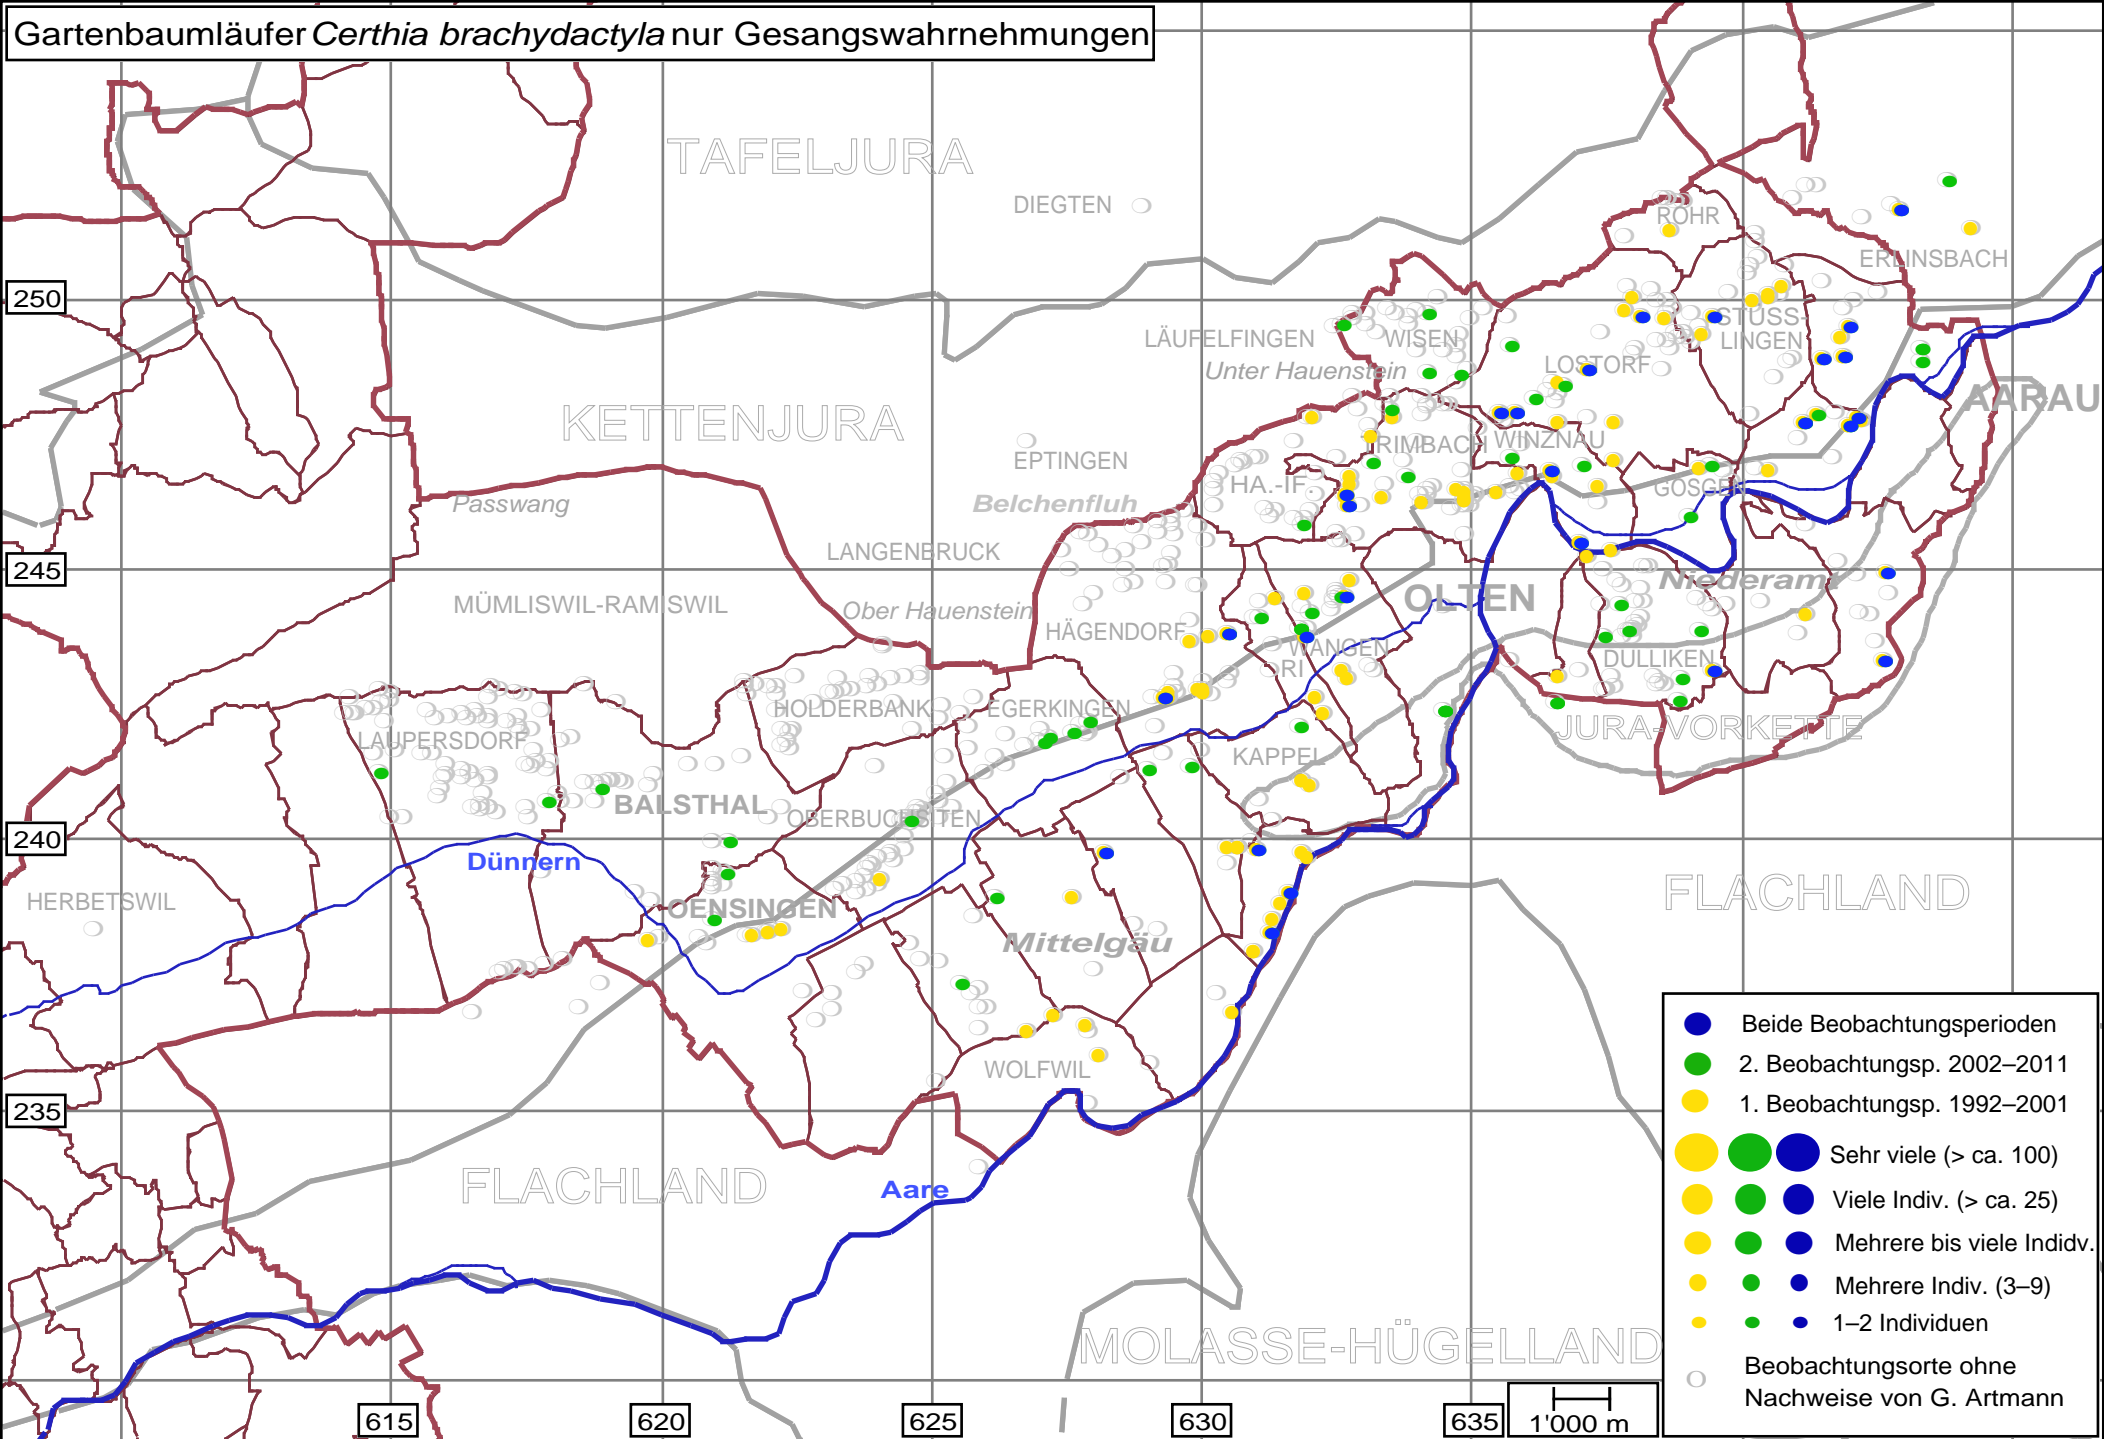 Gartenbaumläufer Certhia brachydactyla nur Gesangswahrnehmungen
TAFELJURA
DIEGTEN
ROHR
ERLINSBACH
250
LÄUFELFINGEN
WISEN
STÜSS-
LINGEN
Unter Hauenstein
LOSTORF
AARAU
KETTENJURA
TRIMBACH
WINZNAU
EPTINGEN
HA.-IF.
GÖSGEN
Passwang
Belchenfluh
LANGENBRUCK
245
Niederamt
MÜMLISWIL-RAMISWIL
Ober Hauenstein
OLTEN
HÄGENDORF
WANGEN
RI
DULLIKEN
HOLDERBANK
EGERKINGEN
JURA-VORKETTE
LAUPERSDORF
KAPPEL
BALSTHAL
OBERBUCHSITEN
240
Dünnern
HERBETSWIL
OENSINGEN
FLACHLAND
Mittelgäu
WOLFWIL
235
FLACHLAND
Aare
MOLASSE-HÜGELLAND
Beide Beobachtungsperioden
2. Beobachtungsp. 2002–2011
1. Beobachtungsp. 1992–2001
Sehr viele (> ca. 100)
Viele Indiv. (> ca. 25)
Mehrere bis viele Indidv.
Mehrere Indiv. (3–9)
1–2 Individuen
Beobachtungsorte ohne
Nachweise von G. Artmann
615
620
625
630
635
1'000 m